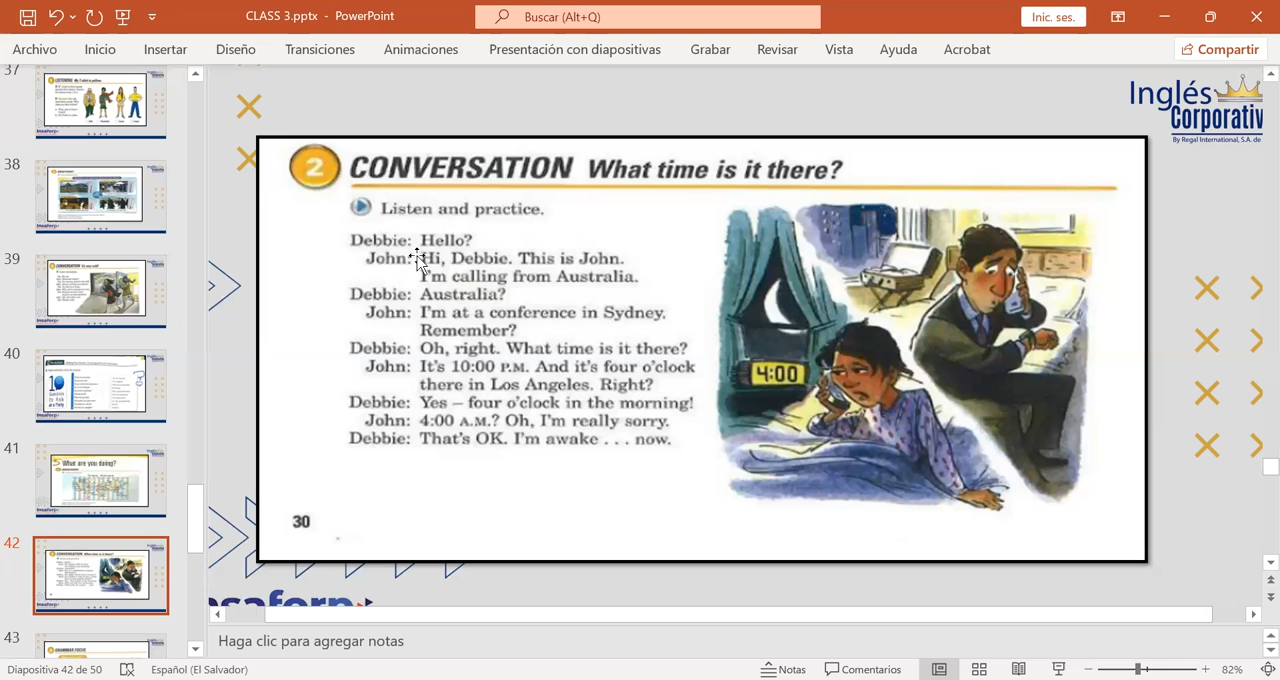 CLASS 3.pptx - PowerPoint
Buscar (Alt+Q)
Inic. ses.
Archivo Inicio Insertar Diseño Transiciones Animaciones Presentación con diapositivas Grabar Revisar Vista Ayuda Acrobat Compartir
37
38
39
40
41
What are you doing?
42
43
Inglés
Corporativ
By Regal International, S.A. de
2 CONVERSATION What time is it there?
Listen and practice.
Debbie: Hello?
John: Hi, Debbie. This is John.
I'm calling from Australia.
Debbie: Australia?
John: I'm at a conference in Sydney.
Remember?
Debbie: Oh, right. What time is it there?
John: It's 10:00 P.M. And it's four o'clock
there in Los Angeles. Right?
Debbie: Yes – four o'clock in the morning!
John: 4:00 A.M.? Oh, I'm really sorry.
Debbie: That's OK. I'm awake . . . now.
4:00
30
Haga clic para agregar notas
Diapositiva 42 de 50 Español (El Salvador) Notas Comentarios 82%